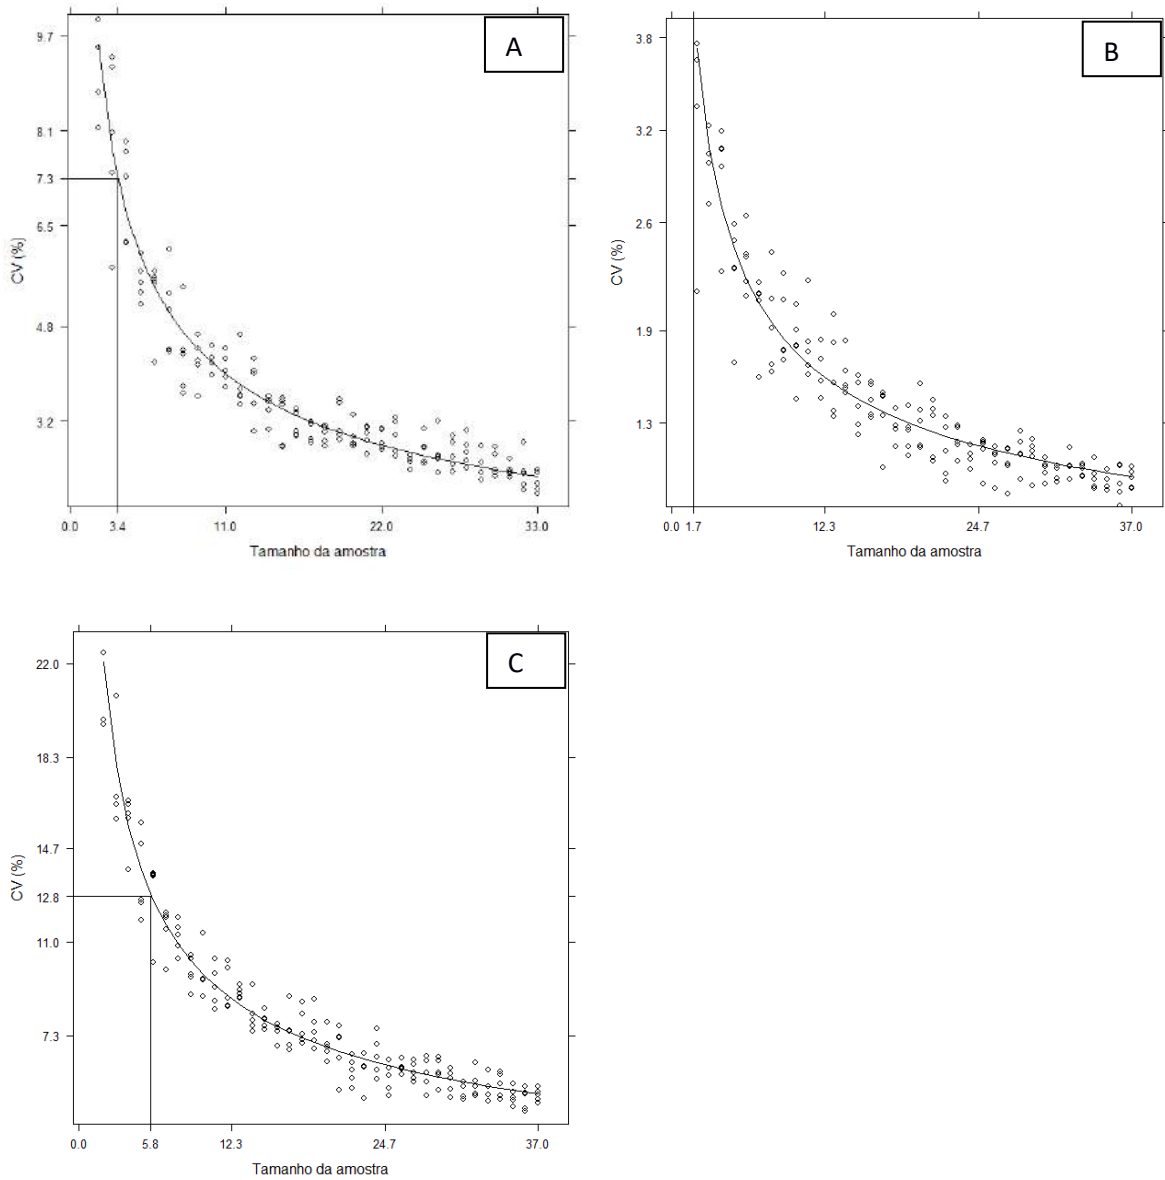 A
9.7
8.1
7.3
6.5
4.8
3.2
CV (%)
0.0 3.4 11.0 22.0 33.0
Tamanho da amostra
B
3.8
3.2
2.6
1.9
1.3
CV (%)
0.0 1.7 12.3 24.7 37.0
Tamanho da amostra
C
22.0
18.3
14.7
12.8
11.0
7.3
CV (%)
0.0 5.8 12.3 24.7 37.0
Tamanho da amostra